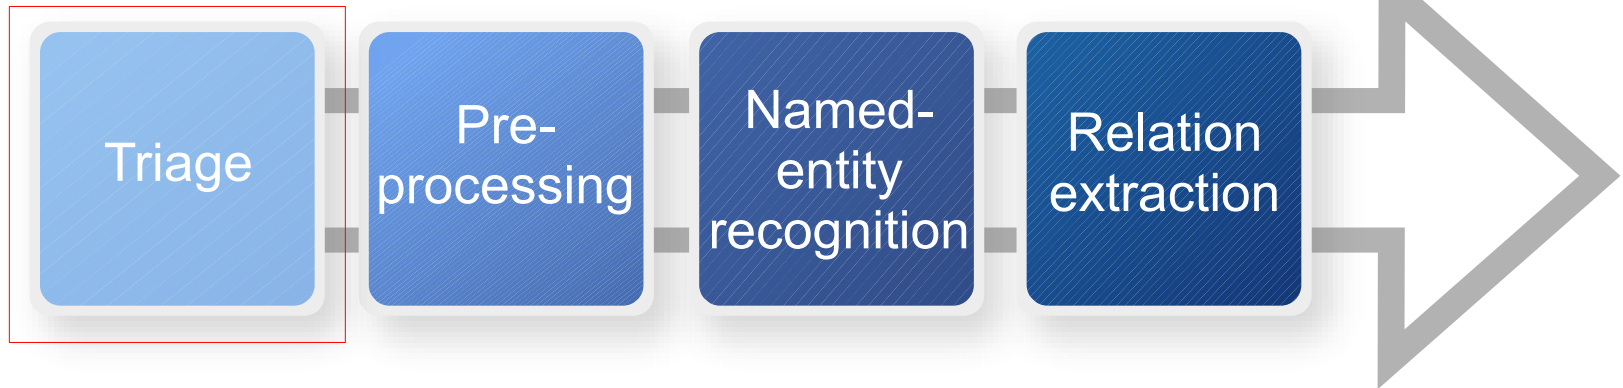 Triage
Pre-
processing
Named-
entity
recognition
Relation
extraction